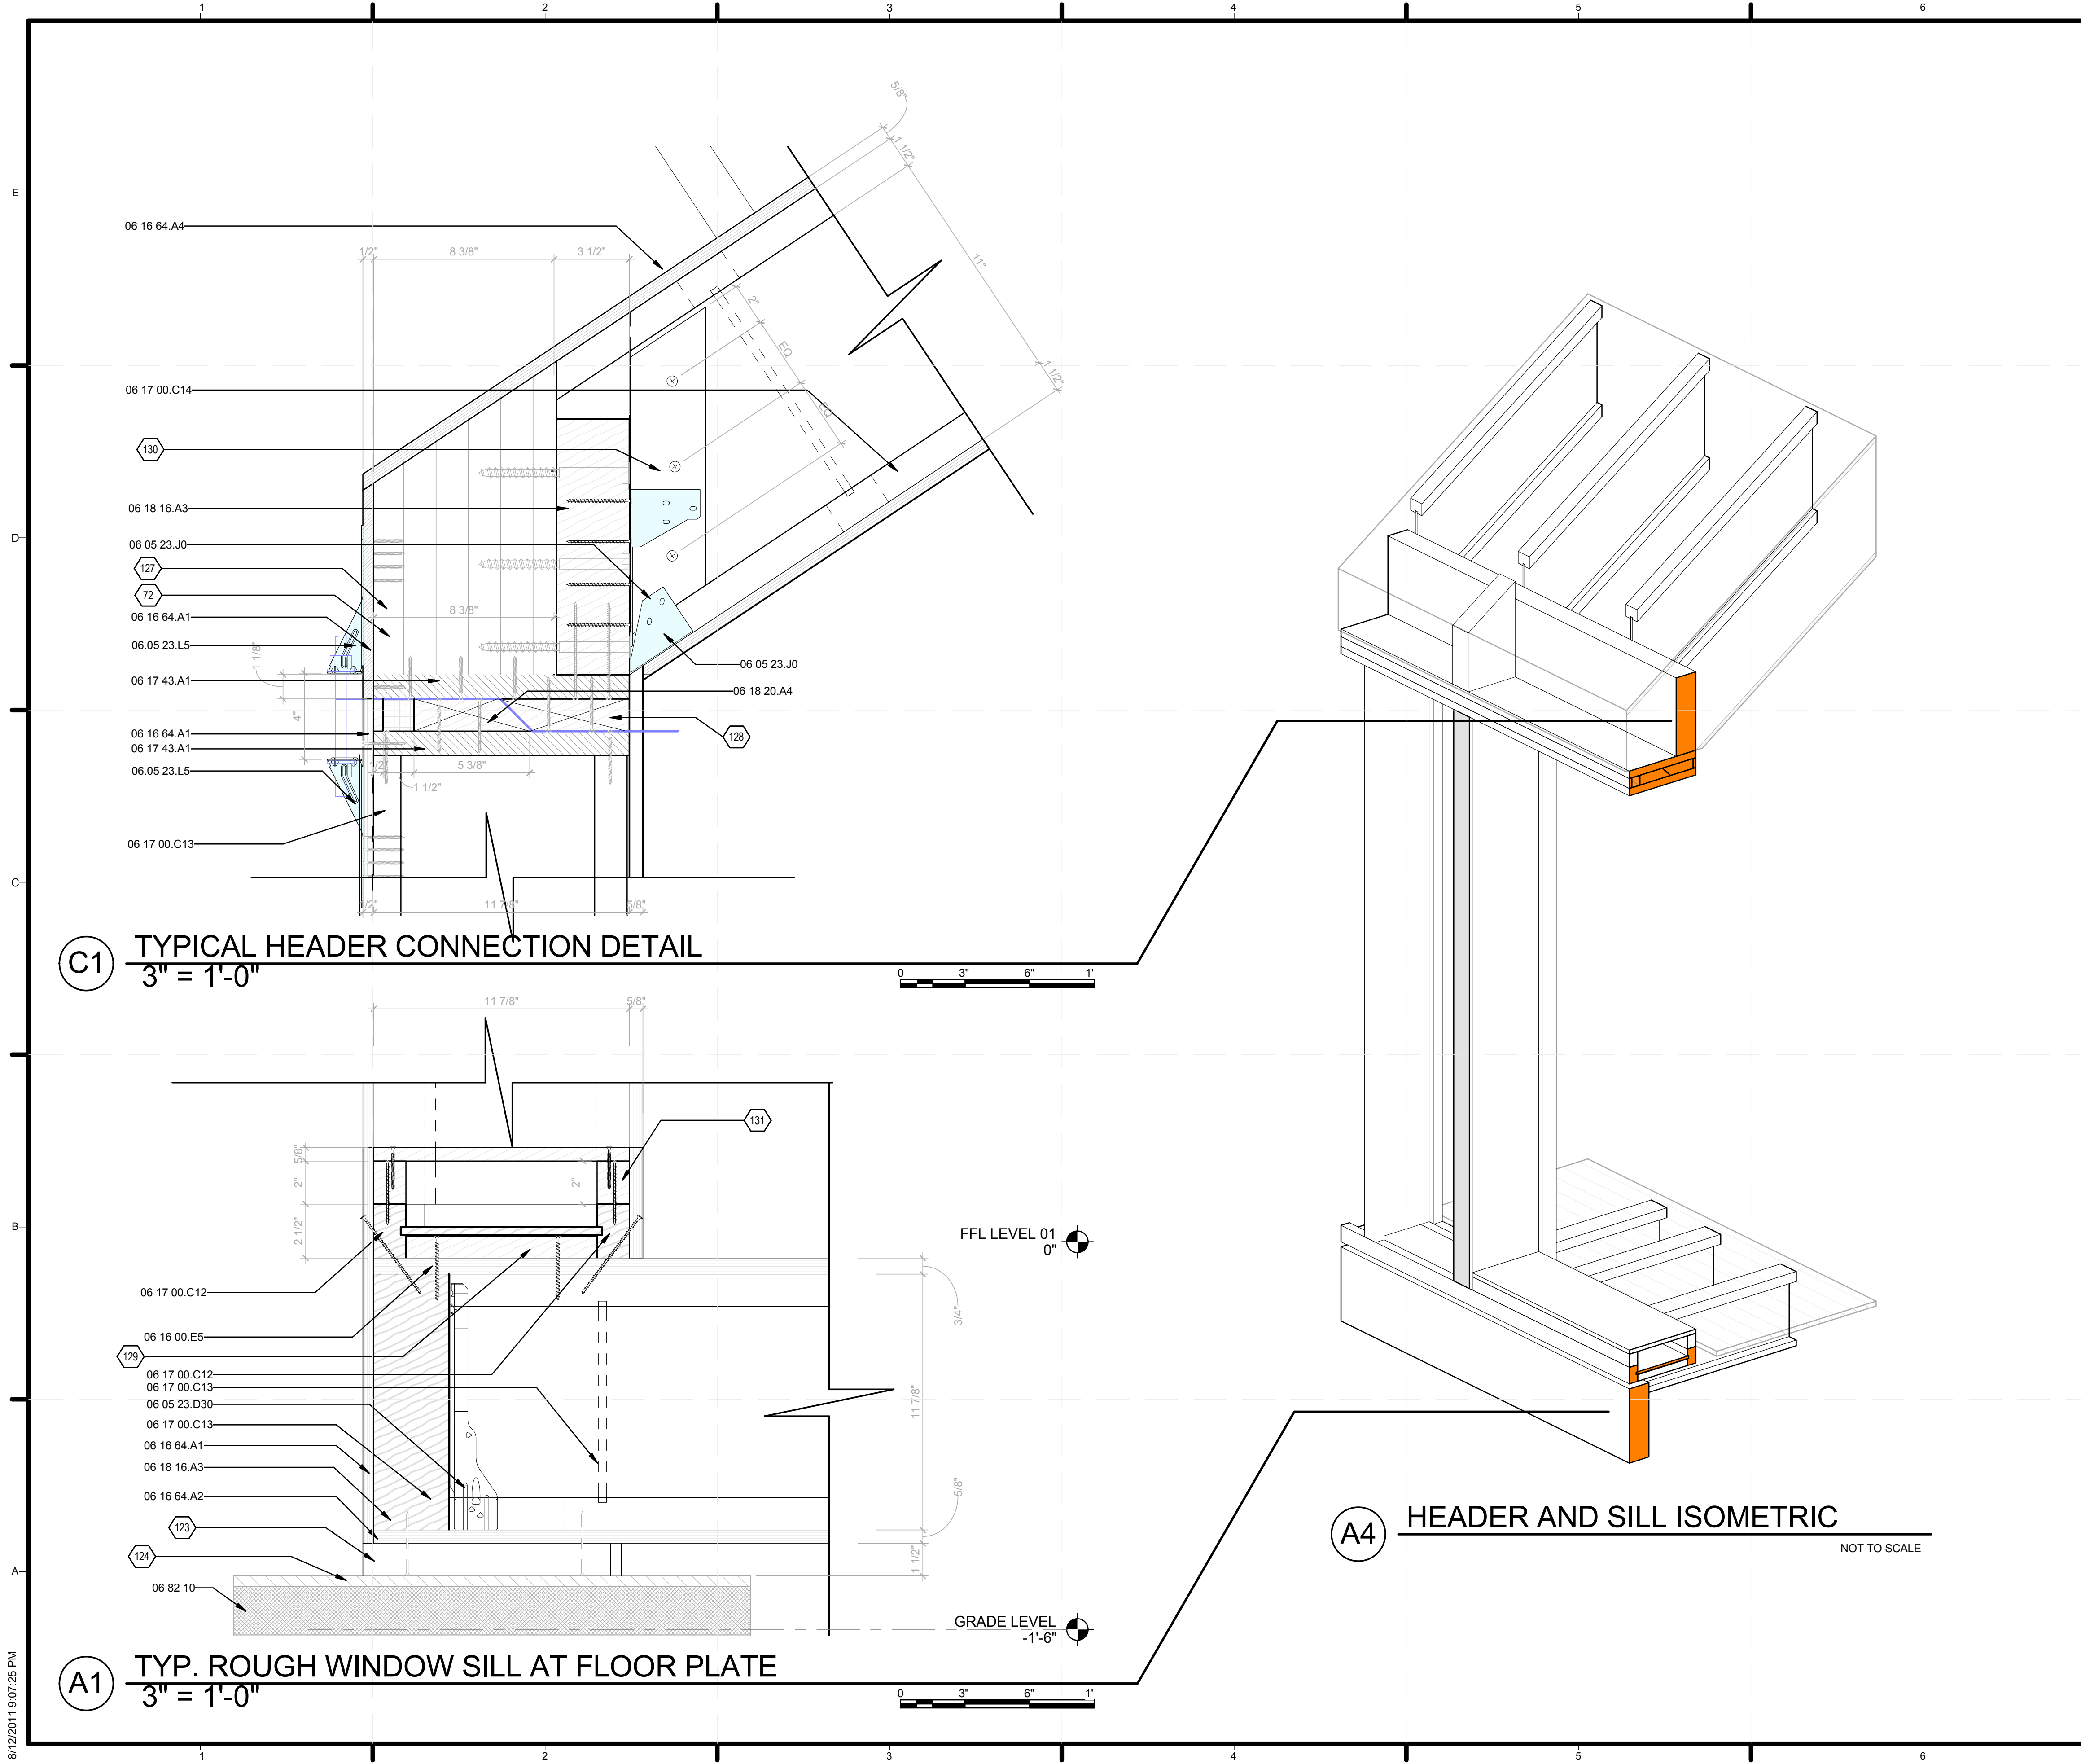 1
2
3
4
5
6
E
D
C
B
A
5/8"
1 1/2"
11"
1 1/2"
06 16 64.A4
1/2"
8 3/8"
3 1/2"
2"
EQ
EQ
06 17 00.C14
130
06 18 16.A3
06 05 23.J0
127
72
06 16 64.A1
8 3/8"
06.05 23.L5
1 1/8"
06 05 23.J0
06 17 43.A1
06 18 20.A4
4"
06 16 64.A1
128
06 17 43.A1
06.05 23.L5
1/2"
5 3/8"
1 1/2"
06 17 00.C13
1/2"
11 7/8"
5/8"
C1
TYPICAL HEADER CONNECTION DETAIL
3" = 1'-0"
0 3" 6" 1'
11 7/8"
5/8"
131
5/8"
2"
2"
2 1/2"
FFL LEVEL 01
0"
06 17 00.C12
3/4"
06 16 00.E5
129
06 17 00.C12
06 17 00.C13
06 05 23.D30
11 7/8"
06 17 00.C13
06 16 64.A1
06 18 16.A3
5/8"
06 16 64.A2
123
124
1 1/2"
06 82 10
GRADE LEVEL
-1'-6"
A1
TYP. ROUGH WINDOW SILL AT FLOOR PLATE
3" = 1'-0"
0 3" 6" 1'
A4
HEADER AND SILL ISOMETRIC
NOT TO SCALE
8/12/2011 9:07:25 PM
1
2
3
4
5
6